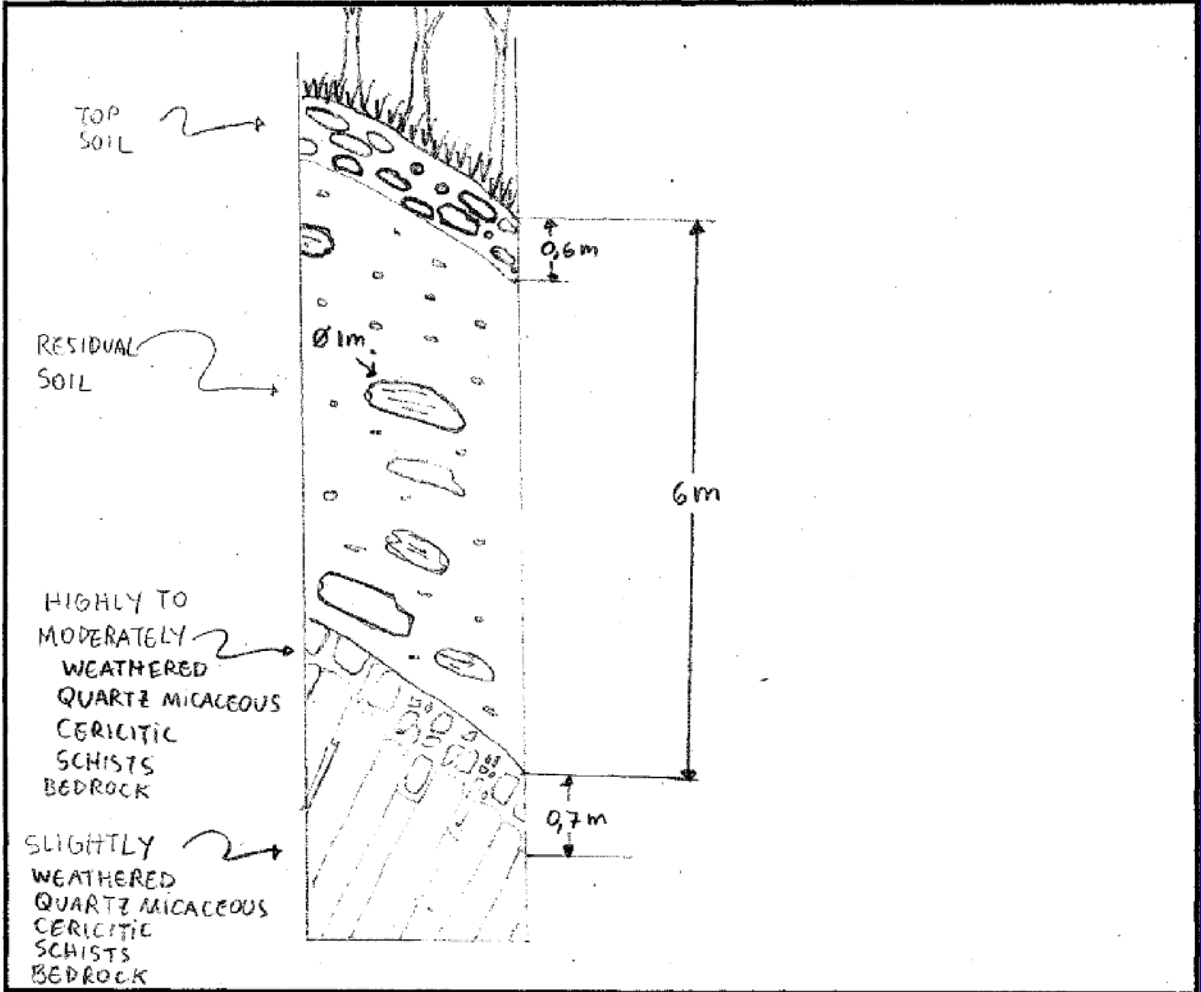 TOP
SOIL
0,6m
RESIDUAL
SOIL
Ø 1m
6m
HIGHLY TO
MODERATELY
WEATHERED
QUARTZ MICACEOUS
CERICITIC
SCHISTS
BEDROCK
0,7m
SLIGHTLY
WEATHERED
QUARTZ MICACEOUS
CERICITIC
SCHISTS
BEDROCK